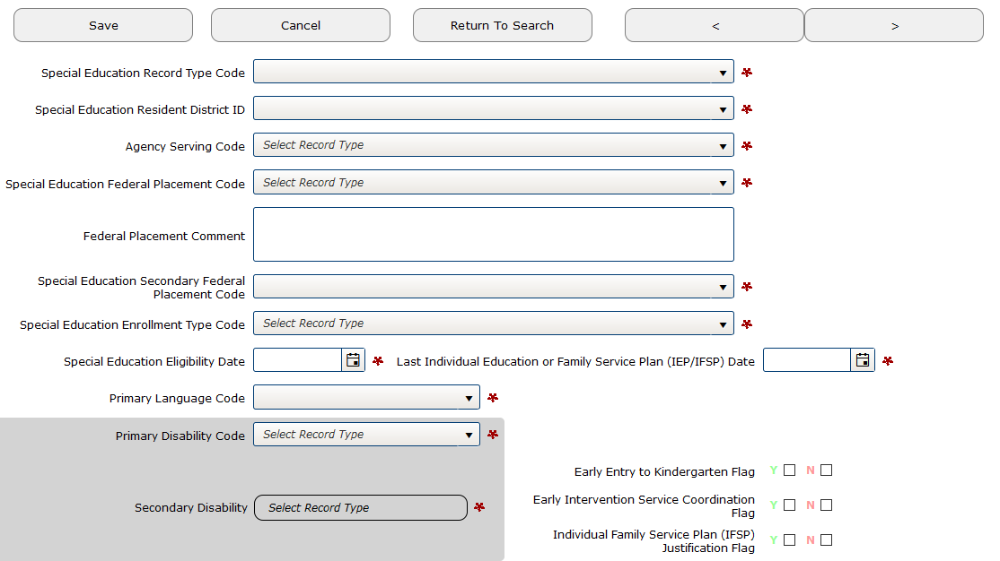 Save Cancel Return To Search < >
Special Education Record Type Code *
Special Education Resident District ID *
Agency Serving Code Select Record Type *
Special Education Federal Placement Code Select Record Type *
Federal Placement Comment
Special Education Secondary Federal
Placement Code *
Special Education Enrollment Type Code Select Record Type *
Special Education Eligibility Date * Last Individual Education or Family Service Plan (IEP/IFSP) Date *
Primary Language Code *
Primary Disability Code Select Record Type *
Early Entry to Kindergarten Flag Y N
Secondary Disability Select Record Type *
Early Intervention Service Coordination
Flag Y N
Individual Family Service Plan (IFSP)
Justification Flag Y N